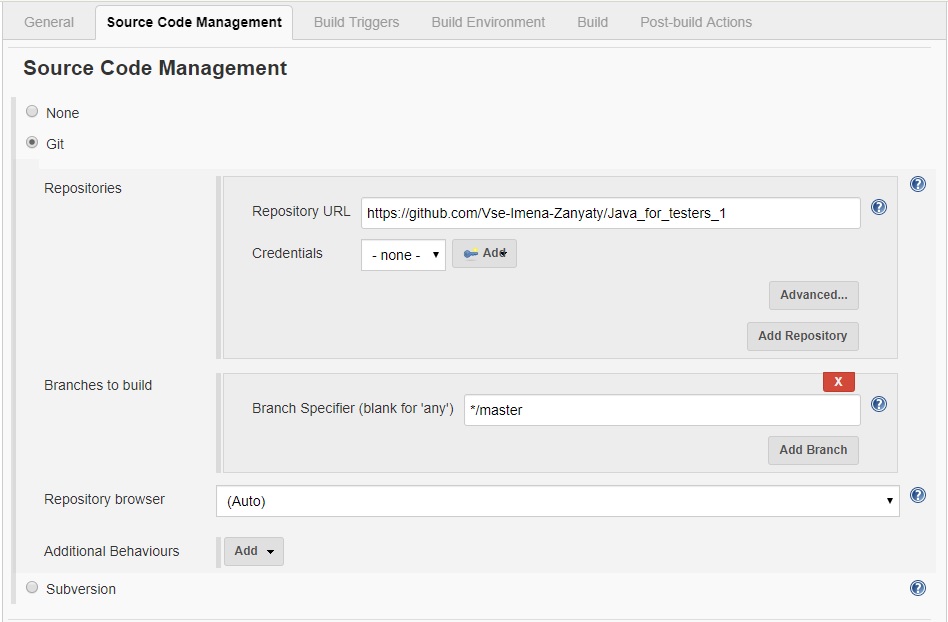 General Source Code Management Build Triggers Build Environment Build Post-build Actions
Source Code Management
None
Git
Repositories
Repository URL https://github.com/Vse-Imena-Zanyaty/Java_for_testers_1
Credentials - none - Add
Advanced...
Add Repository
Branches to build
X
Branch Specifier (blank for 'any') */master
Add Branch
Repository browser (Auto)
Additional Behaviours Add
Subversion